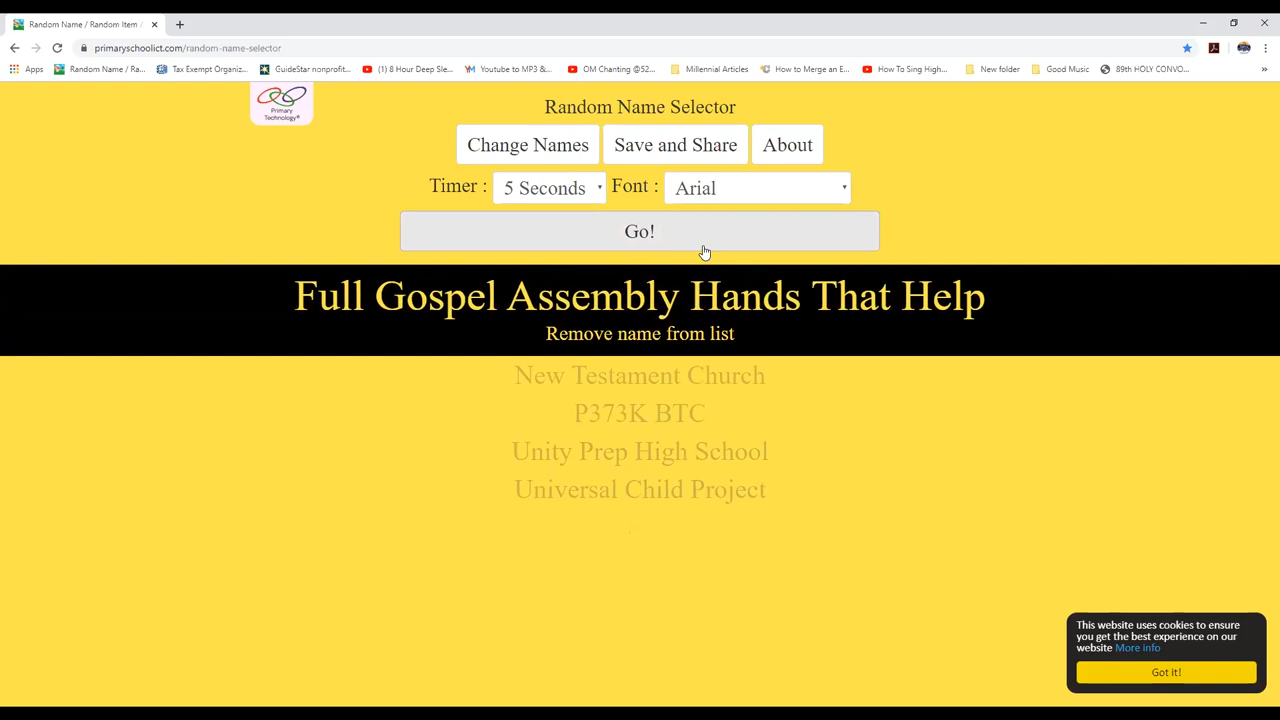 Random Name / Random Item /
primaryschoolict.com/random-name-selector
Apps
Random Name / Ra...
Tax Exempt Organiz...
GuideStar nonprofit...
(1) 8 Hour Deep Sle...
Youtube to MP3 &...
OM Chanting @52...
Millennial Articles
How to Merge an E...
How To Sing High...
New folder
Good Music
89th HOLY CONVO...
»
Primary
Technology®
Random Name Selector
Change Names
Save and Share
About
Timer : 5 Seconds Font : Arial
Go!
Full Gospel Assembly Hands That Help
Remove name from list
New Testament Church
P373K BTC
Unity Prep High School
Universal Child Project
This website uses cookies to ensure
you get the best experience on our
website More info
Got it!